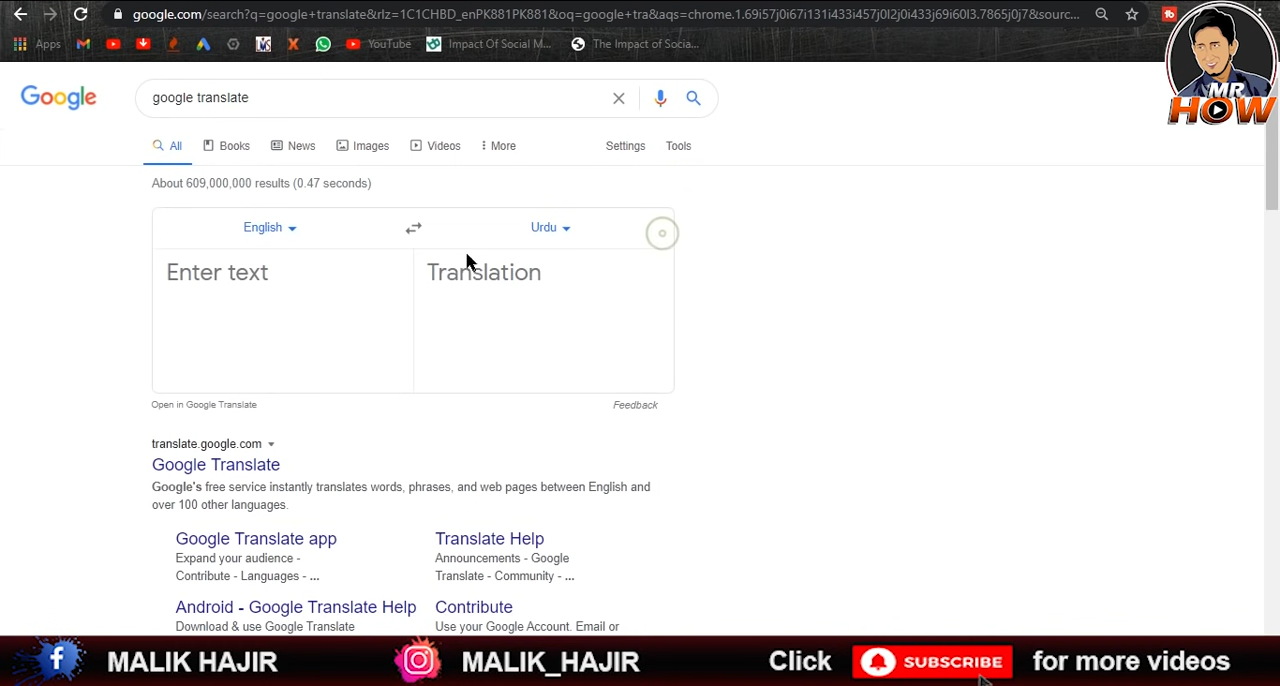 google.com/search?q=google+translate&rlz=1C1CHBD_enPK881PK881&oq=google+tra&aqs=chrome.1.69i57j0i67i131i433i457j0l2j0i433j69i60l3.7865j0j7&sourc...
Apps
YouTube
Impact Of Social M...
The Impact of Socia...
MR
HOW
Google
google translate
All Books News Images Videos More Settings Tools
About 609,000,000 results (0.47 seconds)
English Urdu
Enter text Translation
Open in Google Translate Feedback
translate.google.com
Google Translate
Google's free service instantly translates words, phrases, and web pages between English and
over 100 other languages.
Google Translate app
Expand your audience -
Contribute - Languages - ...
Translate Help
Announcements - Google
Translate - Community - ...
Android - Google Translate Help
Download & use Google Translate
Contribute
Use your Google Account. Email or
MALIK HAJIR MALIK_HAJIR Click SUBSCRIBE for more videos